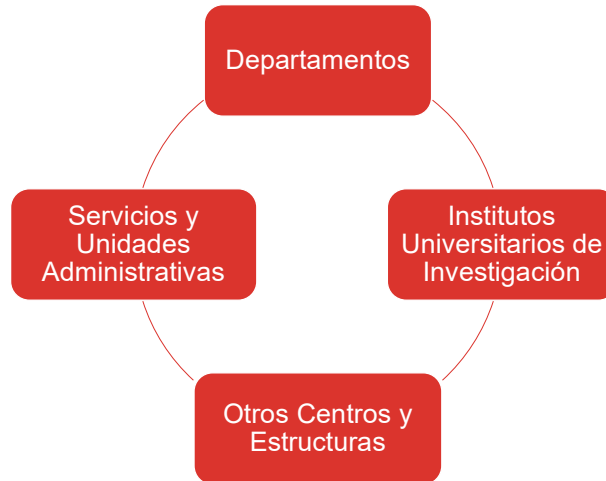 Departamentos
Servicios y
Unidades
Administrativas
Institutos
Universitarios de
Investigación
Otros Centros y
Estructuras